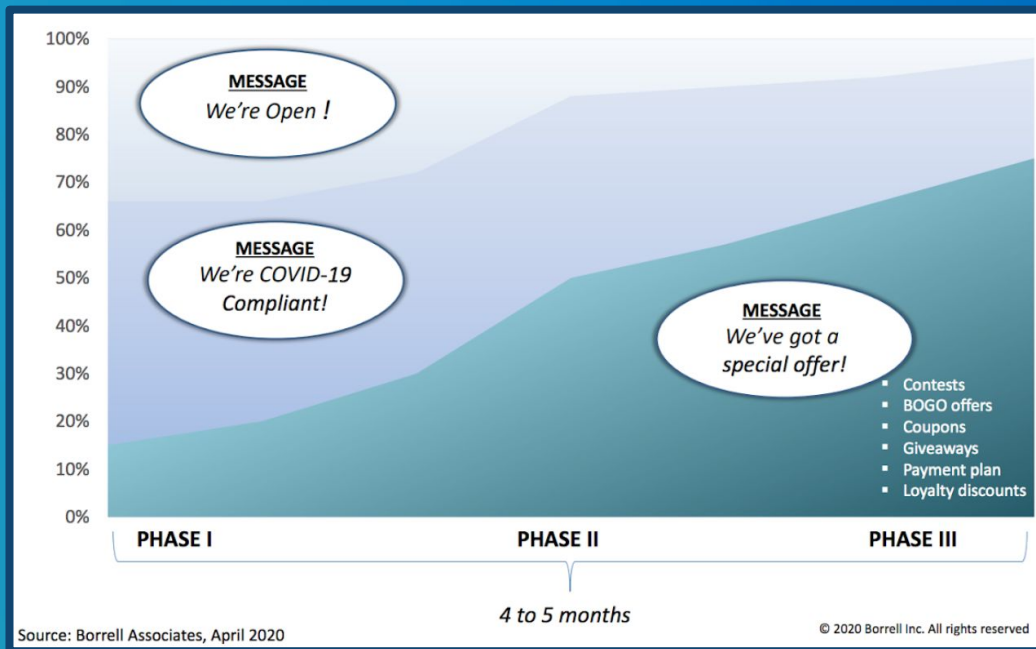 100%
90%
80%
70%
60%
50%
40%
30%
20%
10%
0%
MESSAGE
We're Open !
MESSAGE
We're COVID-19
Compliant!
MESSAGE
We've got a
special offer!
▪ Contests
▪ BOGO offers
▪ Coupons
▪ Giveaways
▪ Payment plan
▪ Loyalty discounts
PHASE I PHASE II PHASE III
4 to 5 months
Source: Borrell Associates, April 2020
© 2020 Borrell Inc. All rights reserved